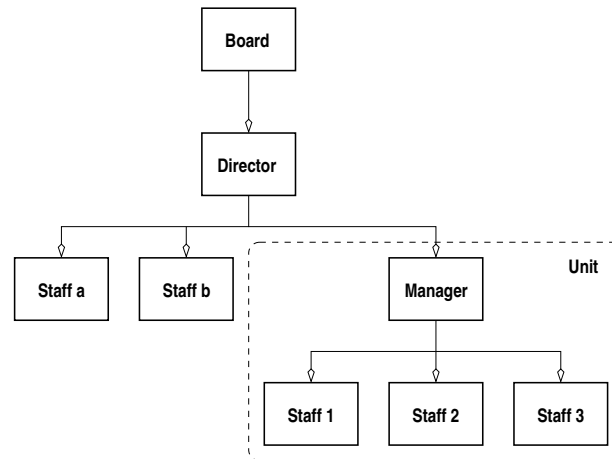 Board
Director
Staff a
Staff b
Manager
Unit
Staff 1
Staff 2
Staff 3